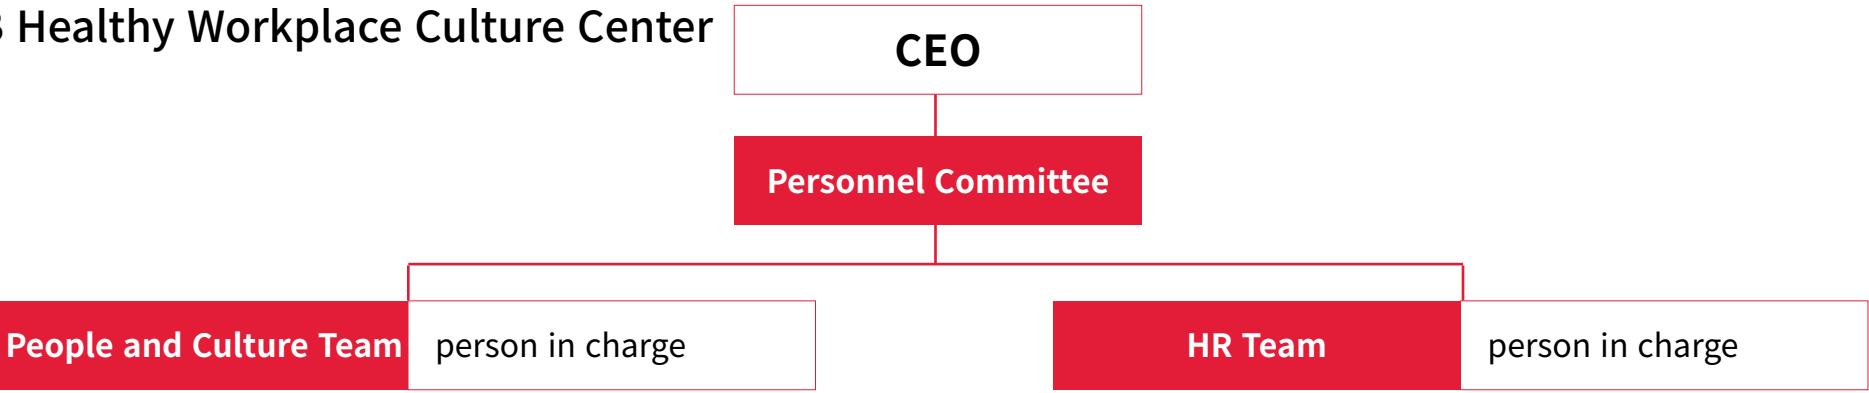 Healthy Workplace Culture Center
CEO
Personnel Committee
People and Culture Team
person in charge
HR Team
person in charge